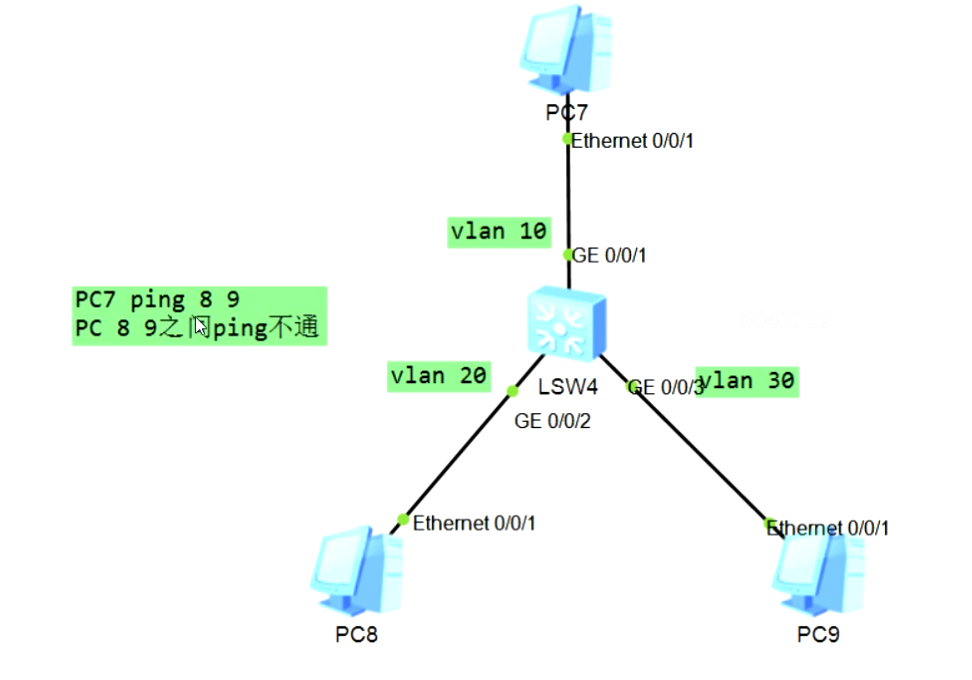 PC7
Ethernet 0/0/1
vlan 10
GE 0/0/1
PC7 ping 8 9
PC 8 9之间ping不通
vlan 20
LSW4
GE 0/0/3
vlan 30
GE 0/0/2
Ethernet 0/0/1
Ethernet 0/0/1
PC8
PC9